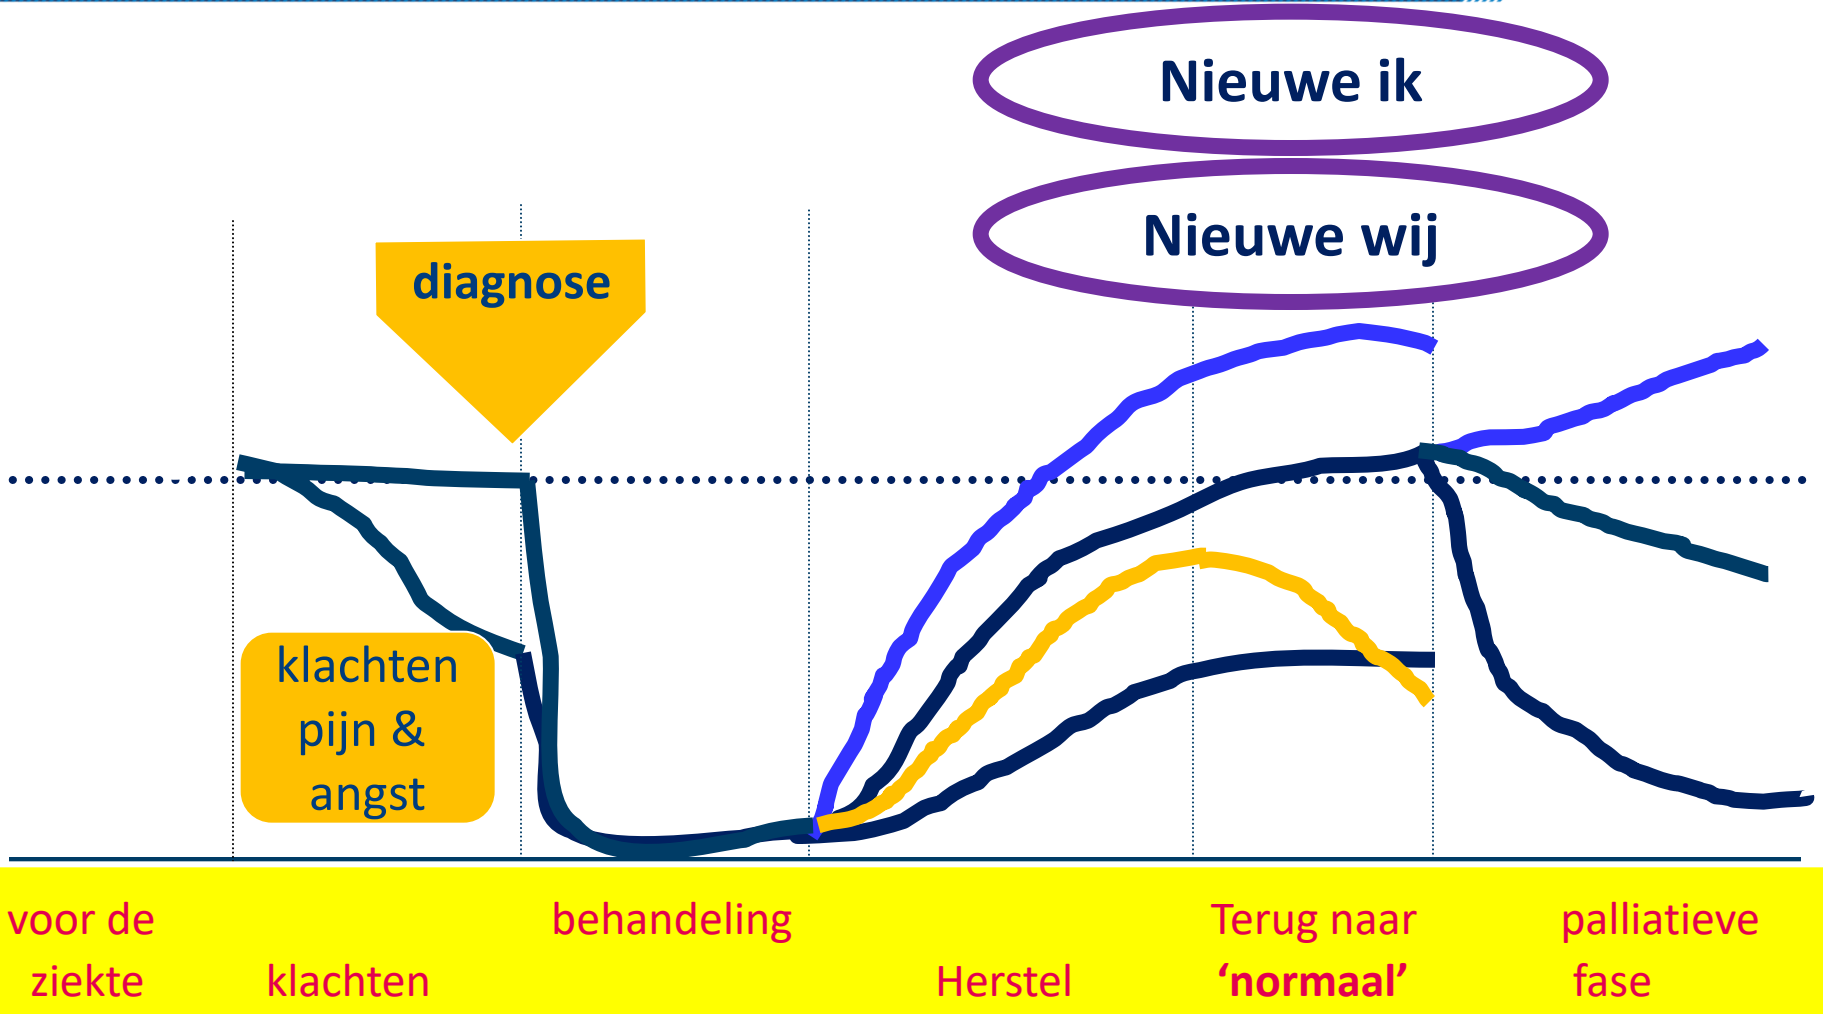 Nieuwe ik
Nieuwe wij
diagnose
klachten
pijn &
angst
voor de
ziekte
klachten
behandeling
Herstel
Terug naar
‘normaal’
palliatieve
fase